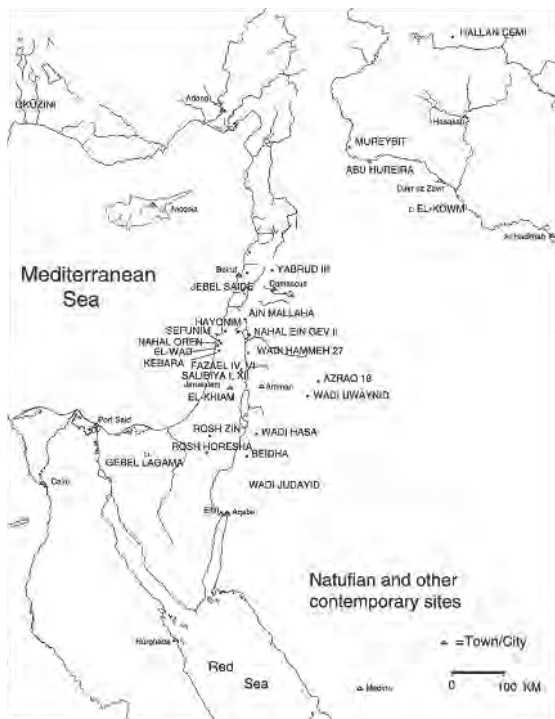 HALLAN CEMI
OKUZINI
Adana
Hasakah
MUREYBIT
ABU HUREIRA
Deir ez Zawr
EL-KOWM
Nicosia
Mediterranean
Sea
Beirut
YABRUD III
JEBEL SAIDE
Damascus
AIN MALLAHA
HAYONIM
SEFUNIM
NAHAL EIN GEV II
NAHAL OREN
EL-WAD
WADI HAMMEH 27
KEBARA
FAZAEL IV, VI
SALIBIYA I, XII
AZRAQ 18
Jerusalem
Amman
EL-KHIAM
WADI UWAYNID
Port Said
ROSH ZIN
WADI HASA
ROSH HORESHA
BEIDHA
GEBEL LAGAMA
Cairo
WADI JUDAYID
Aqaba
Natufian and other
contemporary sites
=Town/City
Hurghada
Red
Sea
0 100 KM